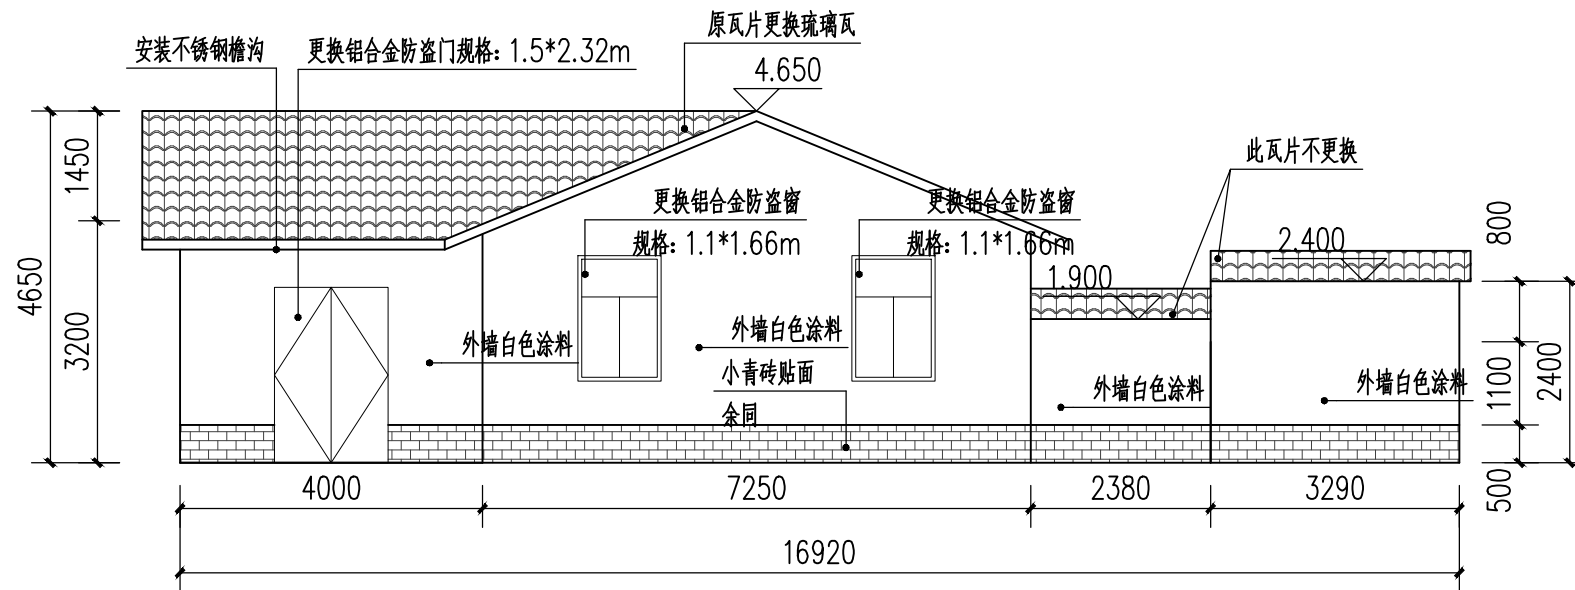 原瓦片更换琉璃瓦
安装不锈钢檐沟
更换铝合金防盗门规格：1.5*2.32m
4.650
此瓦片不更换
1450
更换铝合金防盗窗
规格：1.1*1.66m
更换铝合金防盗窗
规格：1.1*1.66m
800
2.400
1.900
4650
3200
外墙白色涂料
外墙白色涂料
小青砖贴面
余同
外墙白色涂料
外墙白色涂料
1100
2400
500
4000
7250
2380
3290
16920